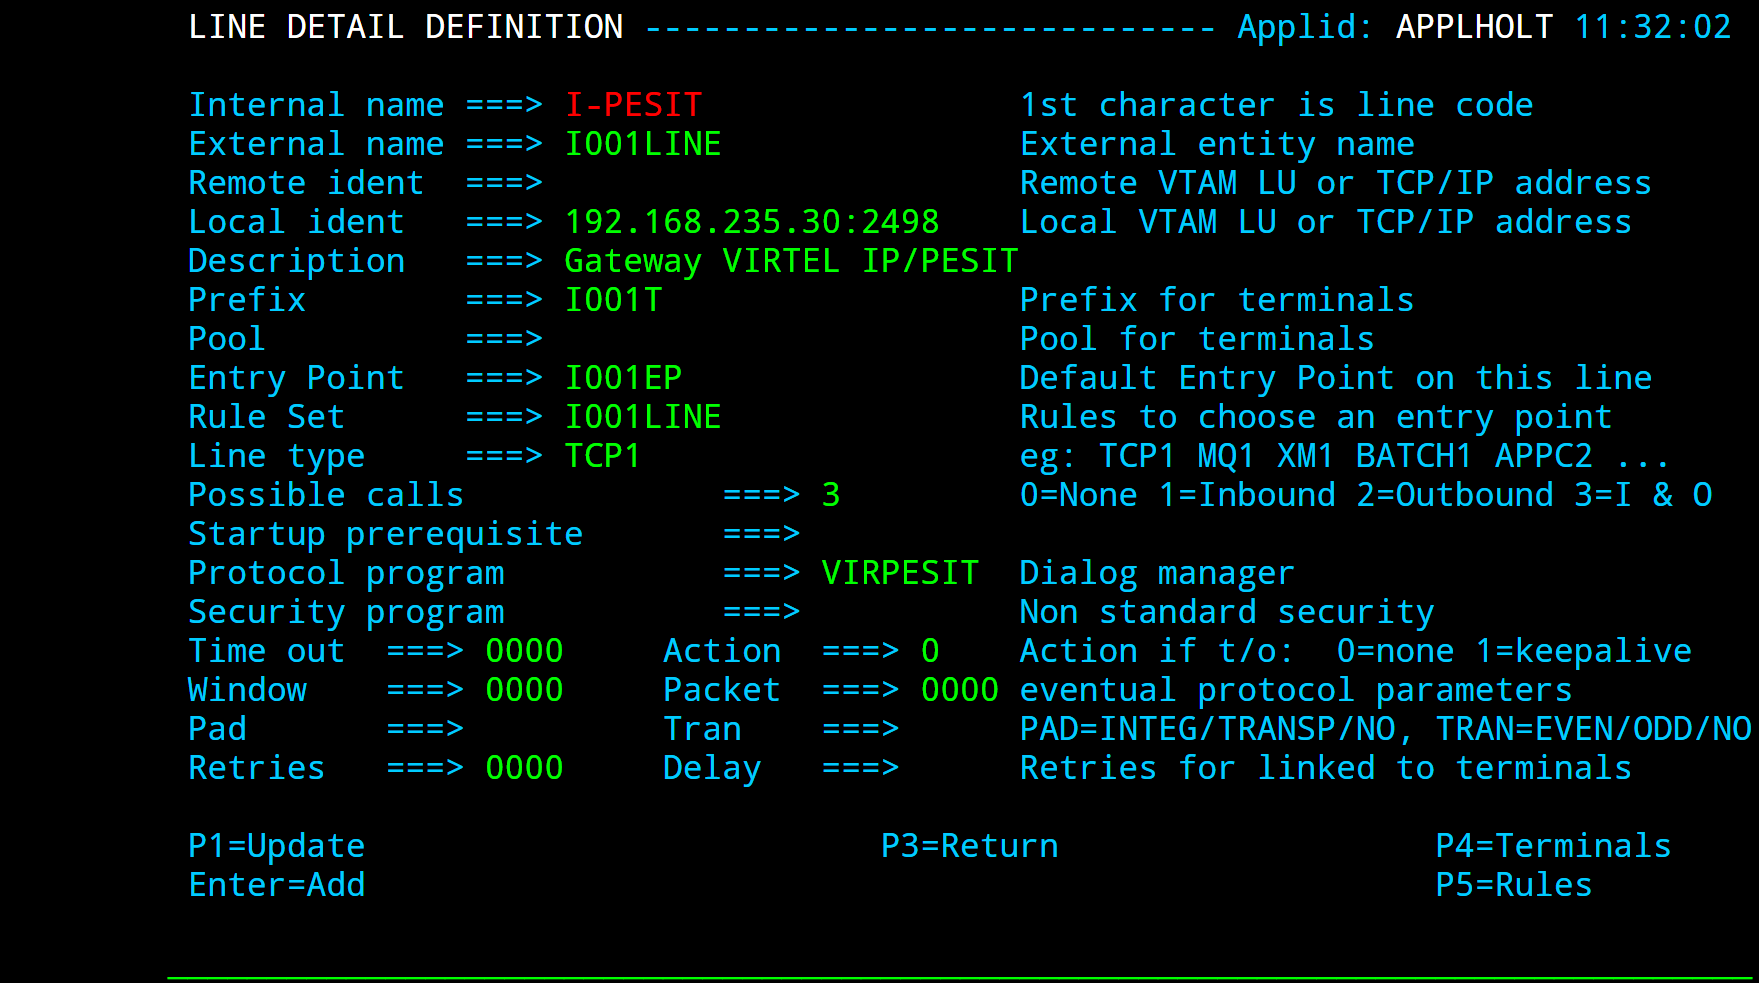 LINE DETAIL DEFINITION ----------------------------- Applid: APPLHOLT 11:32:02
Internal name ===> I-PESIT 1st character is line code
External name ===> I001LINE External entity name
Remote ident ===> Remote VTAM LU or TCP/IP address
Local ident ===> 192.168.235.30:2498 Local VTAM LU or TCP/IP address
Description ===> Gateway VIRTEL IP/PESIT
Prefix ===> I001T Prefix for terminals
Pool ===> Pool for terminals
Entry Point ===> I001EP Default Entry Point on this line
Rule Set ===> I001LINE Rules to choose an entry point
Line type ===> TCP1 eg: TCP1 MQ1 XM1 BATCH1 APPC2 ...
Possible calls ===> 3 0=None 1=Inbound 2=Outbound 3=I & O
Startup prerequisite ===>
Protocol program ===> VIRPESIT Dialog manager
Security program ===> Non standard security
Time out ===> 0000 Action ===> 0 Action if t/o: 0=none 1=keepalive
Window ===> 0000 Packet ===> 0000 eventual protocol parameters
Pad ===> Tran ===> PAD=INTEG/TRANSP/NO, TRAN=EVEN/ODD/NO
Retries ===> 0000 Delay ===> Retries for linked to terminals
P1=Update P3=Return P4=Terminals
Enter=Add P5=Rules